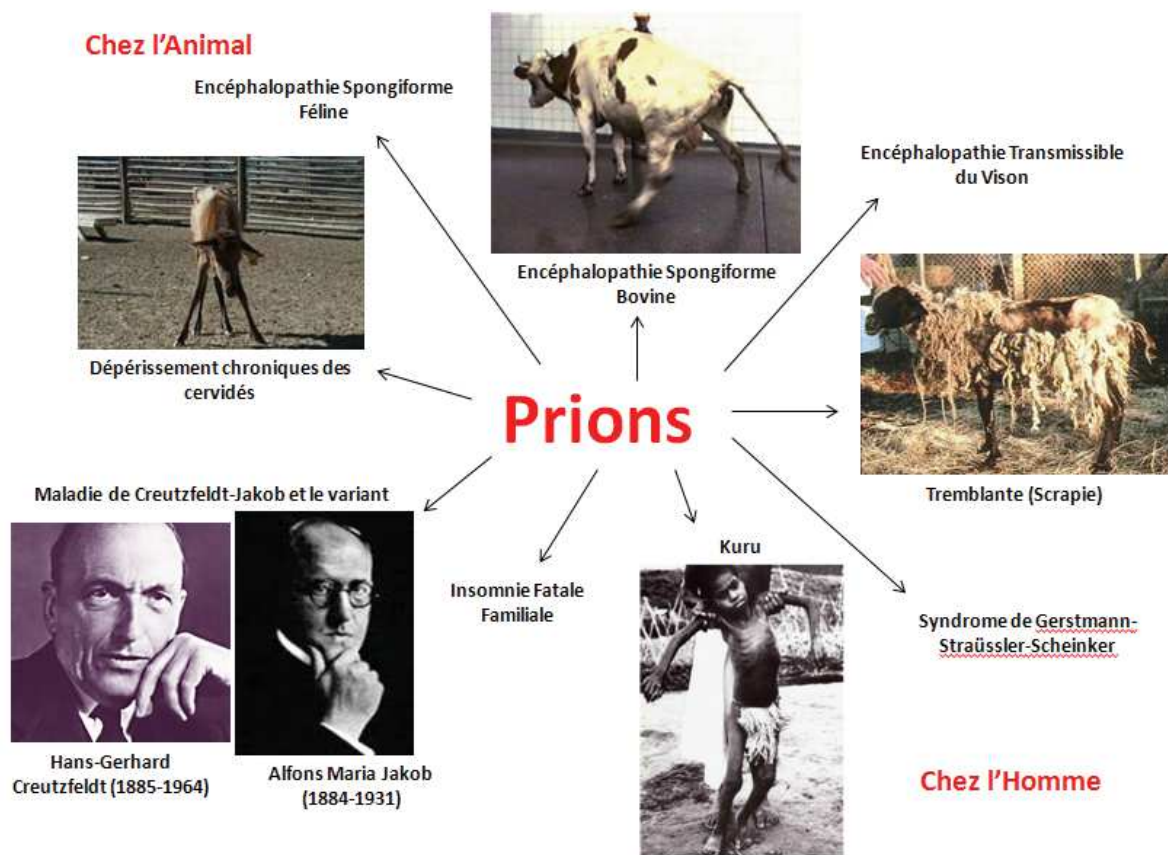 Chez l'Animal
Encéphalopathie Spongiforme
Féline
Encéphalopathie Transmissible
du Vison
Encéphalopathie Spongiforme
Bovine
Dépérissement chroniques des
cervidés
Prions
Tremblante (Scrapie)
Maladie de Creutzfeldt-Jakob et le variant
Kuru
Insomnie Fatale
Familiale
Syndrome de Gerstmann-
Straüssler-Scheinker
Hans-Gerhard
Creutzfeldt (1885-1964)
Alfons Maria Jakob
(1884-1931)
Chez l'Homme